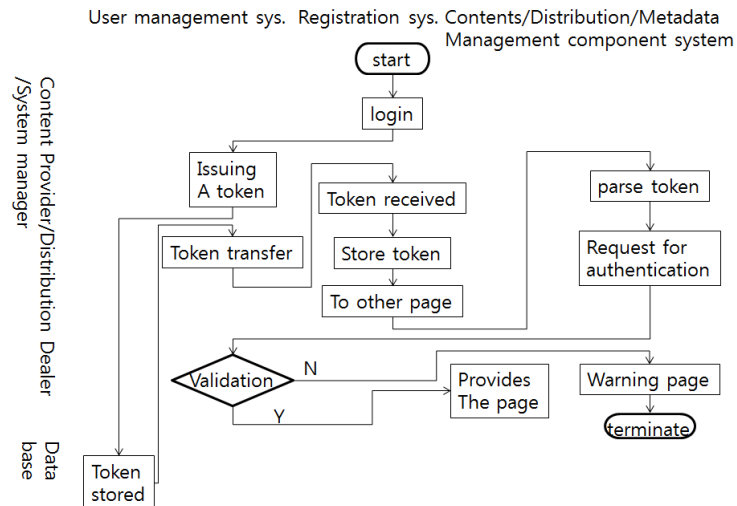 User management sys. Registration sys. Contents/Distribution/Metadata
Management component system
start
Content Provider/Distribution Dealer
/System manager
login
Issuing
A token
Token received
parse token
Token transfer
Store token
Request for
authentication
To other page
Validation
N
Y
Provides
The page
Warning page
terminate
Data
base
Token
stored